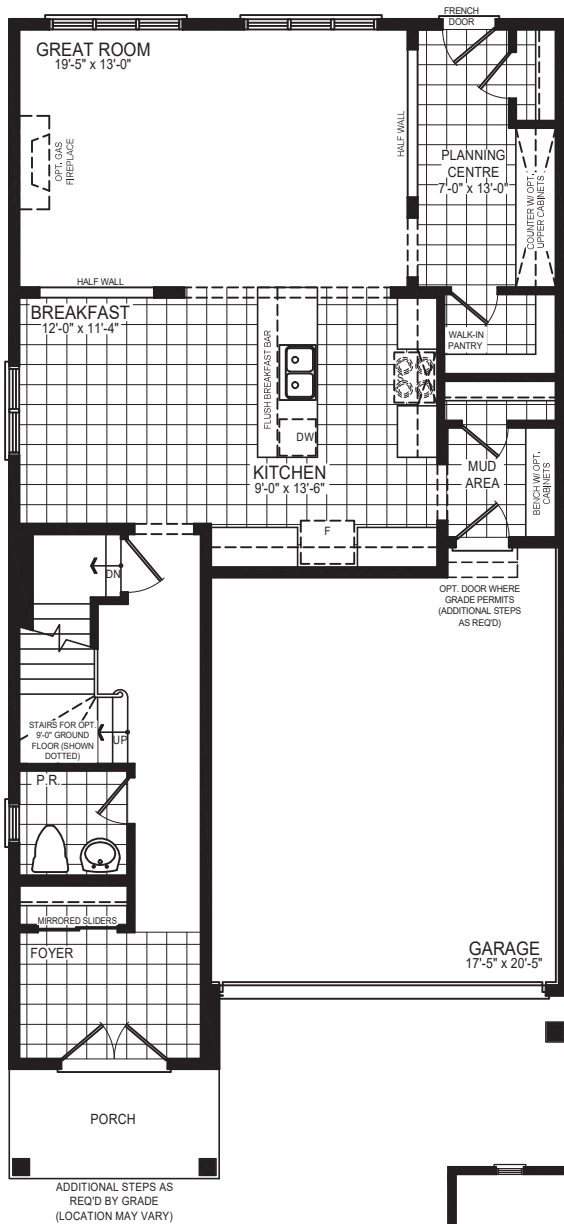 FRENCH
DOOR
GREAT ROOM
19'-5" x 13'-0"
OPT. GAS
FIREPLACE
HALF WALL
PLANNING
CENTRE
7'-0" x 13'-0"
COUNTER W/ OPT.
UPPER CABINETS
HALF WALL
BREAKFAST
12'-0" x 11'-4"
FLUSH BREAKFAST BAR
WALK-IN
PANTRY
DW
KITCHEN
9'-0" x 13'-6"
MUD
AREA
BENCH W/ OPT.
CABINETS
F
DN
OPT. DOOR WHERE
GRADE PERMITS
(ADDITIONAL STEPS
AS REQ'D)
STAIRS FOR OPT.
9'-0" GROUND
FLOOR (SHOWN
DOTTED)
UP
P.R.
MIRRORED SLIDERS
FOYER
GARAGE
17'-5" x 20'-5"
PORCH
ADDITIONAL STEPS AS
REQ'D BY GRADE
(LOCATION MAY VARY)